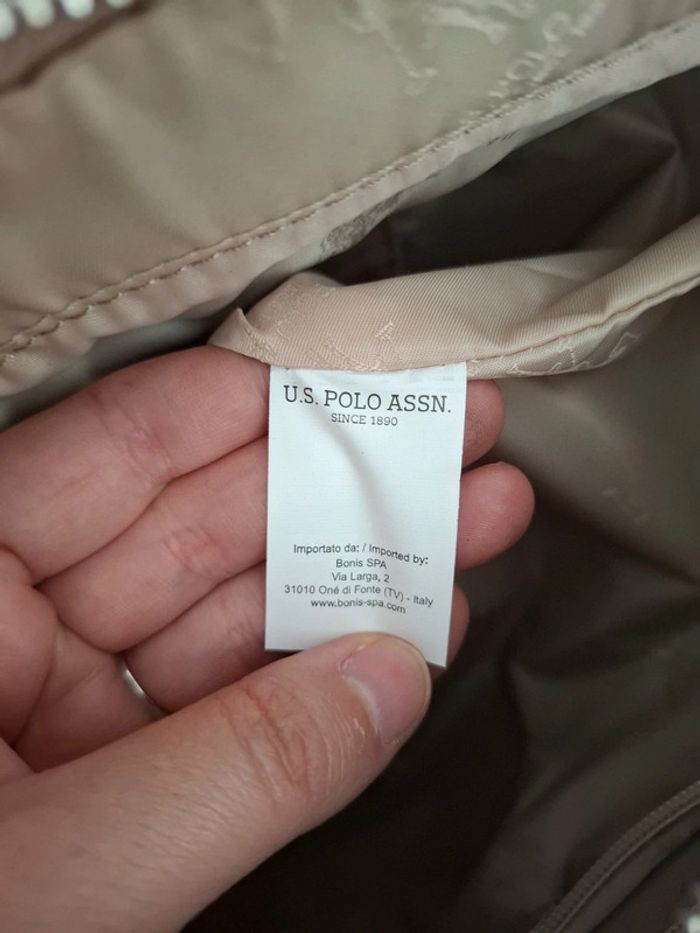 U.S. POLO ASSN.
SINCE 1890
Importato da: / Imported by:
Bonis SPA
Via Larga, 2
31010 Oné di Fonte (TV) - Italy
www.bonis-spa.com